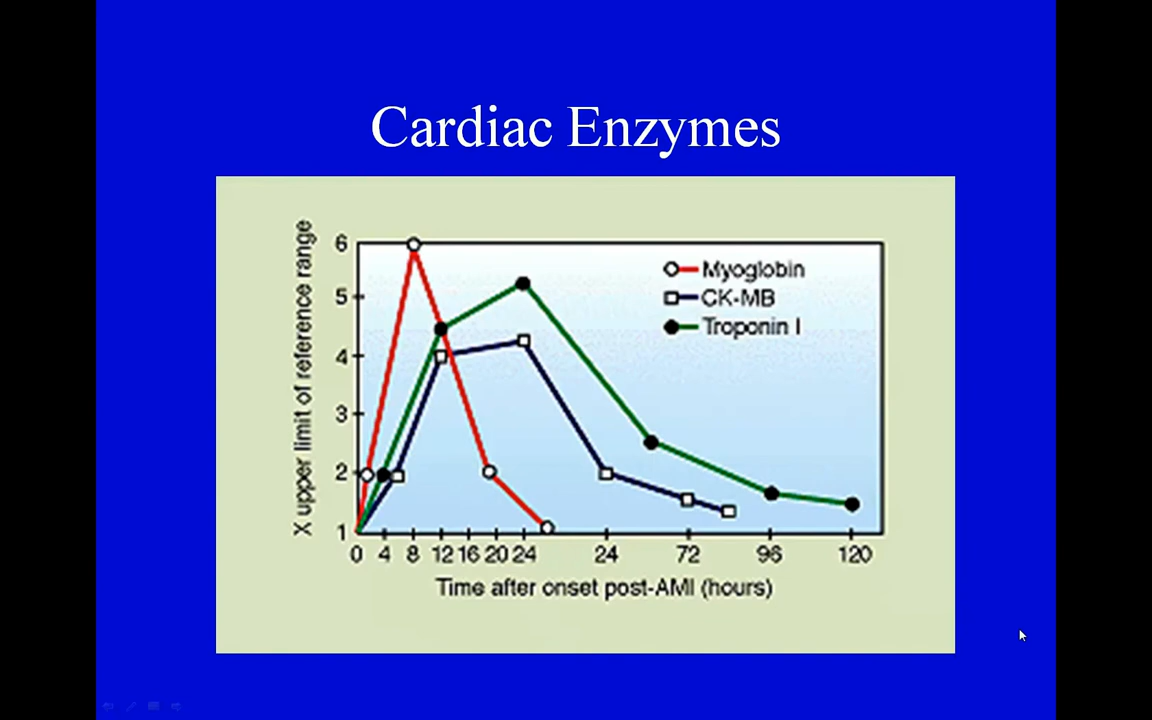 Cardiac Enzymes
X upper limit of reference range
6
5
4
3
2
1
Myoglobin
CK-MB
Troponin I
0 4 8 12 16 20 24 24 72 96 120
Time after onset post-AMI (hours)